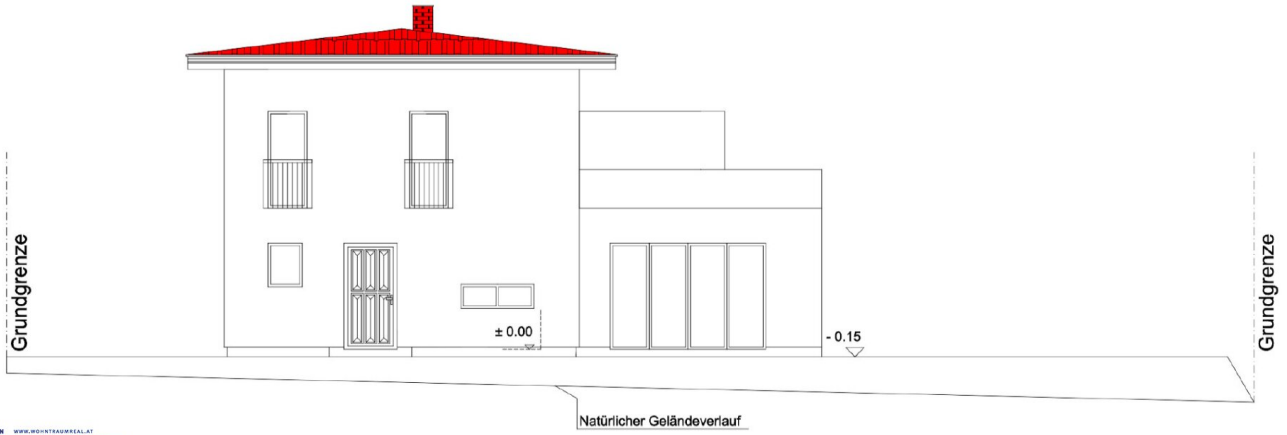 Grundgrenze
± 0.00
- 0.15
Grundgrenze
Natürlicher Geländeverlauf
N WWW.WOHNTRAUMREAL.AT